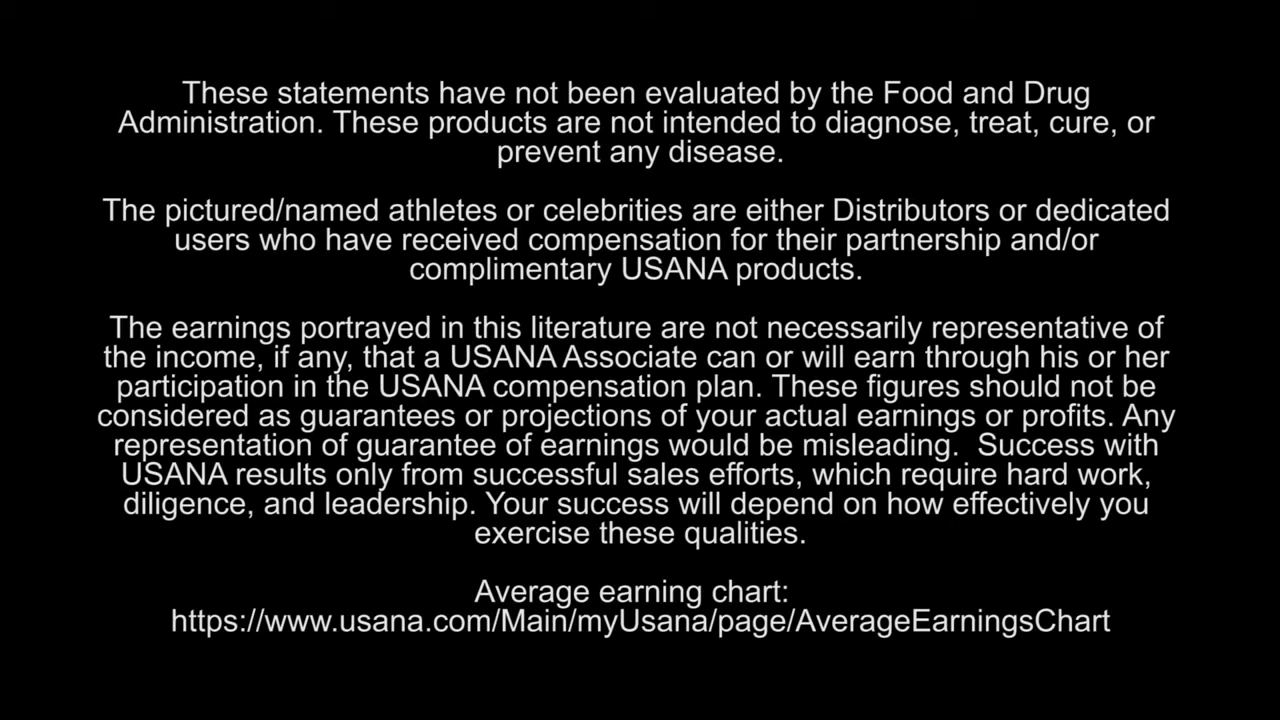 These statements have not been evaluated by the Food and Drug
Administration. These products are not intended to diagnose, treat, cure, or
prevent any disease.
The pictured/named athletes or celebrities are either Distributors or dedicated
users who have received compensation for their partnership and/or
complimentary USANA products.
The earnings portrayed in this literature are not necessarily representative of
the income, if any, that a USANA Associate can or will earn through his or her
participation in the USANA compensation plan. These figures should not be
considered as guarantees or projections of your actual earnings or profits. Any
representation of guarantee of earnings would be misleading.  Success with
USANA results only from successful sales efforts, which require hard work,
diligence, and leadership. Your success will depend on how effectively you
exercise these qualities.
Average earning chart:
https://www.usana.com/Main/myUsana/page/AverageEarningsChart